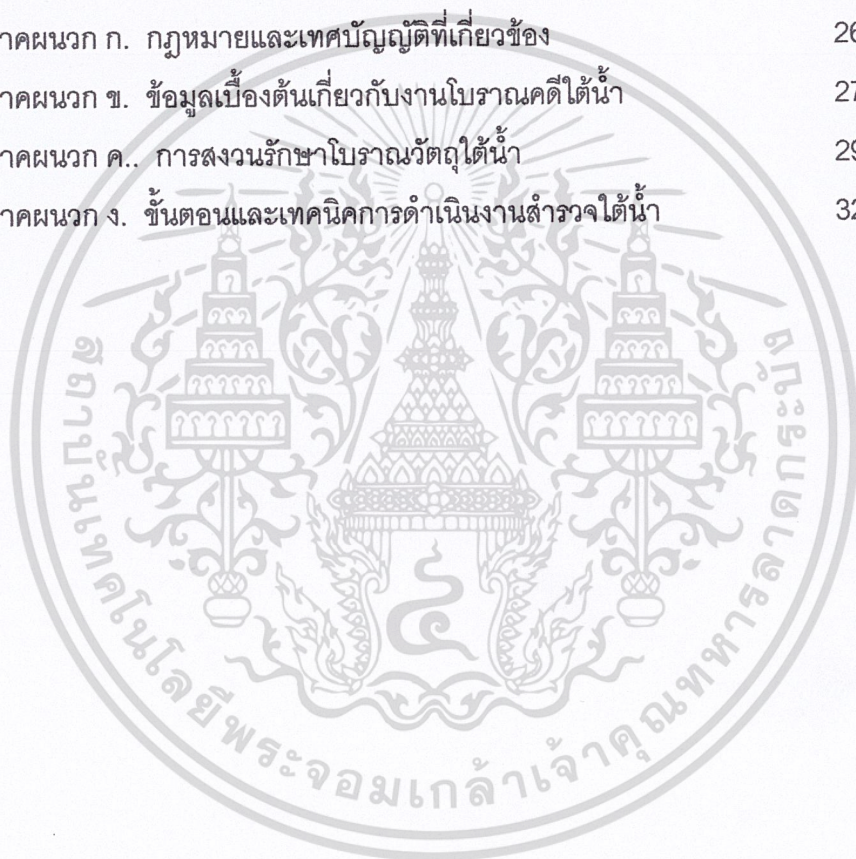 าคผนวก ก. กฎหมายและเทศบัญญัติที่เกี่ยวข้อง 26
าคผนวก ข. ข้อมูลเบื้องต้นเกี่ยวกับงานโบราณคดีใต้น้ำ 27
าคผนวก ค.. การสงวนรักษาโบราณวัตถุใต้น้ำ 29
าคผนวก ง. ขั้นตอนและเทคนิคการดำเนินงานสำรวจใต้น้ำ 32
สถาบันเทคโนโลยีพระจอมเกล้าเจ้าคุณทหารลาดกระบัง
๔